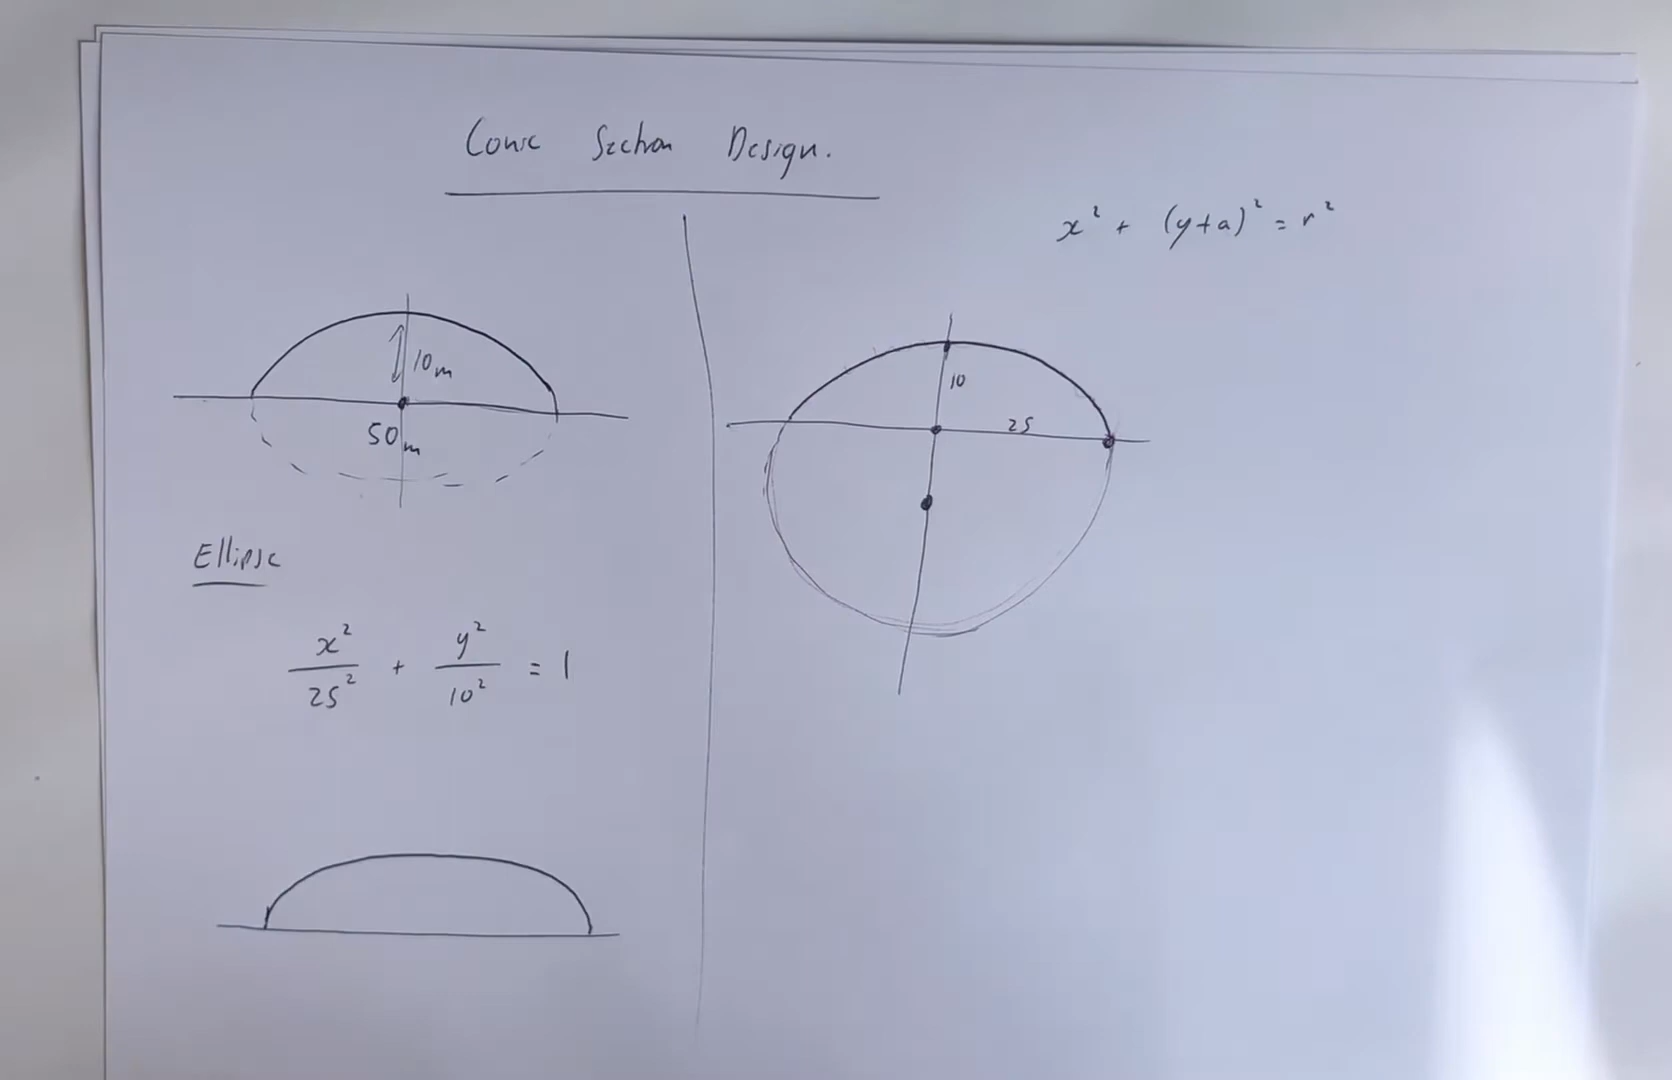 Conic Section Design.
x² + (y+a)² = r²
10m
50m
10
25
Ellipse
x²/25² + y²/10² = 1